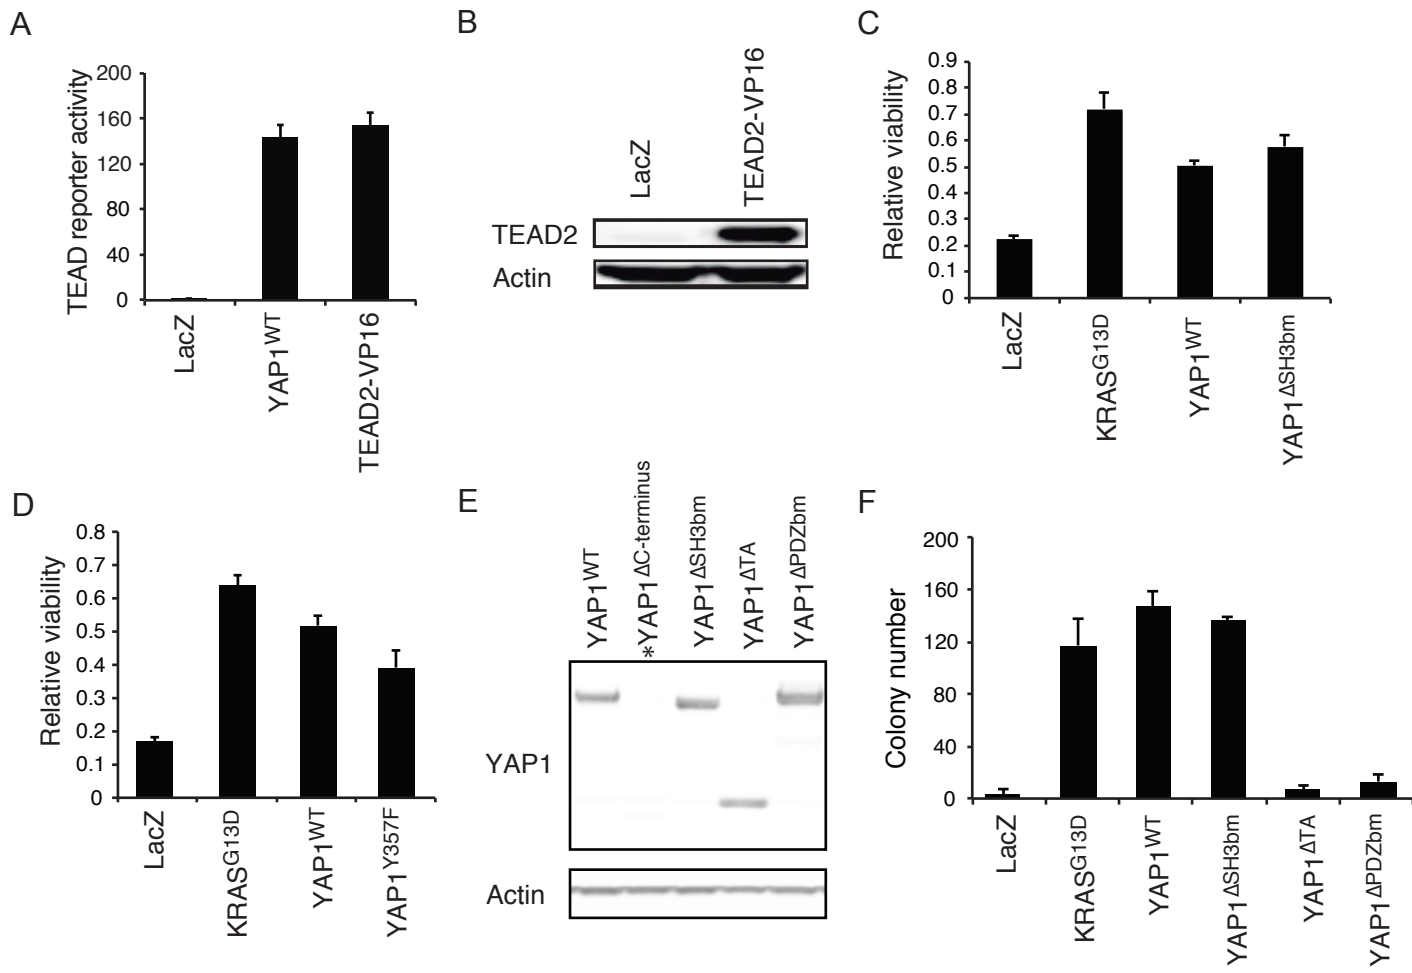 A
TEAD reporter activity
200
160
120
80
40
0
LacZ
YAP1WT
TEAD2-VP16
B
LacZ
TEAD2-VP16
TEAD2
Actin
C
Relative viability
0.9
0.8
0.7
0.6
0.5
0.4
0.3
0.2
0.1
0
LacZ
KRASG13D
YAP1WT
YAP1ΔSH3bm
D
Relative viability
0.8
0.7
0.6
0.5
0.4
0.3
0.2
0.1
0
LacZ
KRASG13D
YAP1WT
YAP1Y357F
E
YAP1WT
*YAP1ΔC-terminus
YAP1ΔSH3bm
YAP1ΔTA
YAP1ΔPDZbm
YAP1
Actin
F
Colony number
200
160
120
80
40
0
LacZ
KRASG13D
YAP1WT
YAP1ΔSH3bm
YAP1ΔTA
YAP1ΔPDZbm